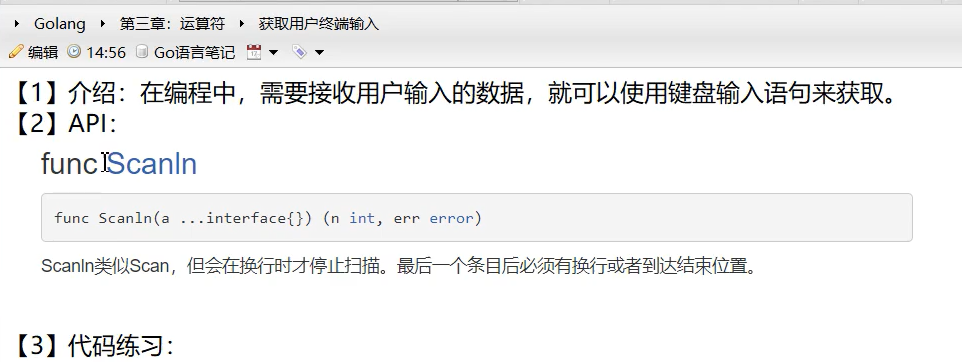 Golang 第三章：运算符 获取用户终端输入
编辑 14:56 Go语言笔记
【1】介绍：在编程中，需要接收用户输入的数据，就可以使用键盘输入语句来获取。
【2】API：
func Scanln
func Scanln(a ...interface{}) (n int, err error)
Scanln类似Scan，但会在换行时才停止扫描。最后一个条目后必须有换行或者到达结束位置。
【3】代码练习：